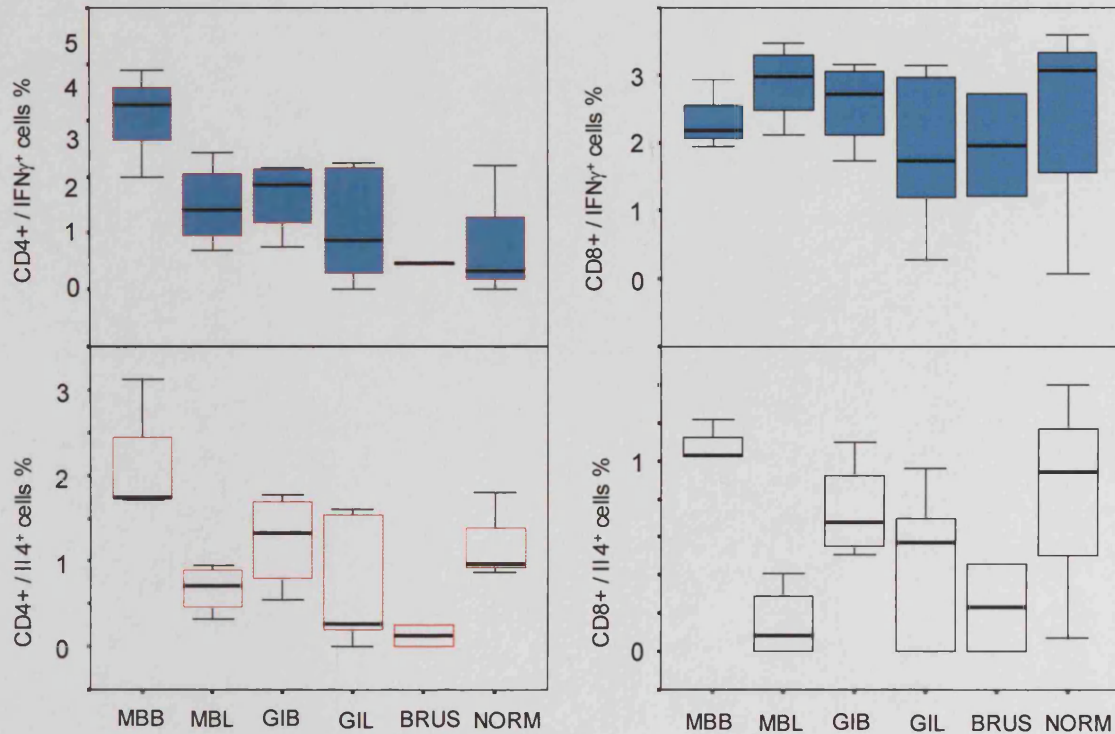 CD4+ / IFNγ⁺ cells %
5
4
3
2
1
0
CD8+ / IFNγ⁺ cells %
3
2
1
0
CD4+ / Il 4⁺ cells %
3
2
1
0
MBB MBL GIB GIL BRUS NORM
CD8+ / Il 4⁺ cells %
1
0
MBB MBL GIB GIL BRUS NORM